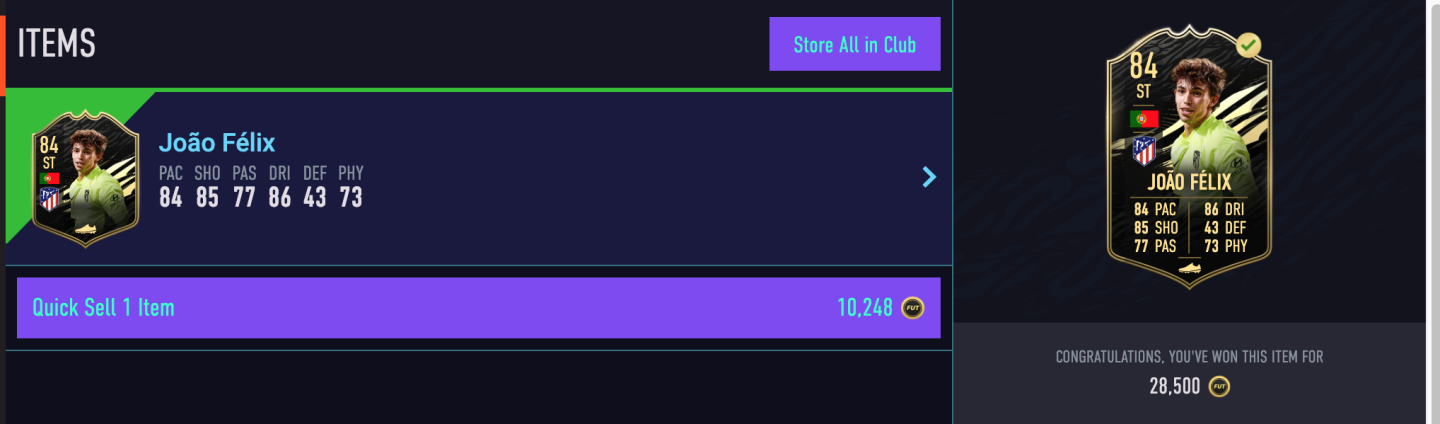 ITEMS
Store All in Club
84
ST
João Félix
PAC SHO PAS DRI DEF PHY
84 85 77 86 43 73
Quick Sell 1 Item
10,248 FUT
84
ST
JOÃO FÉLIX
84 PAC 86 DRI
85 SHO 43 DEF
77 PAS 73 PHY
CONGRATULATIONS, YOU'VE WON THIS ITEM FOR
28,500 FUT